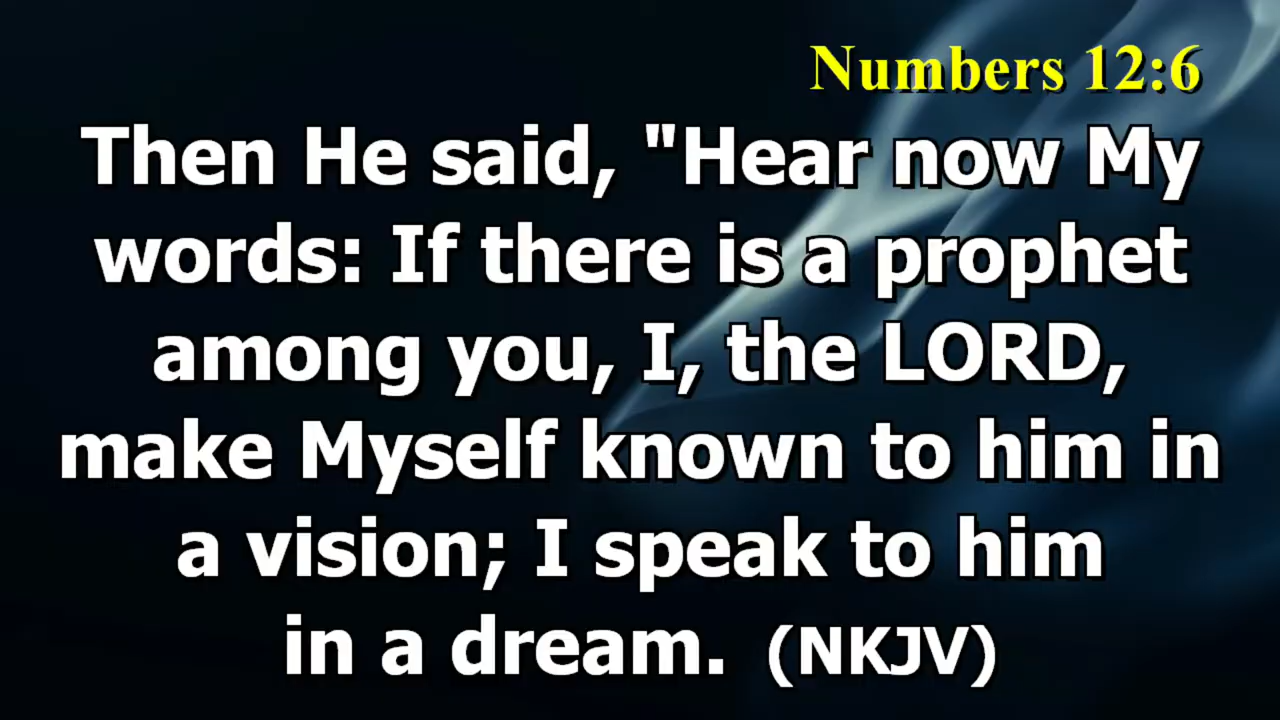 Numbers 12:6
Then He said, "Hear now My
words: If there is a prophet
among you, I, the LORD,
make Myself known to him in
a vision; I speak to him
in a dream. (NKJV)